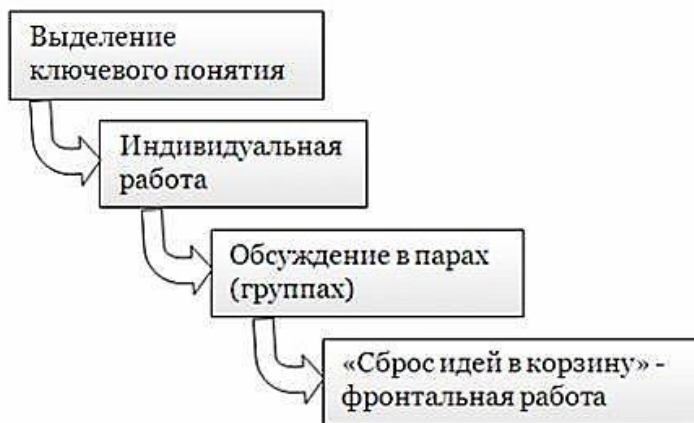 Выделение
ключевого понятия
Индивидуальная
работа
Обсуждение в парах
(группах)
«Сброс идей в корзину» -
фронтальная работа